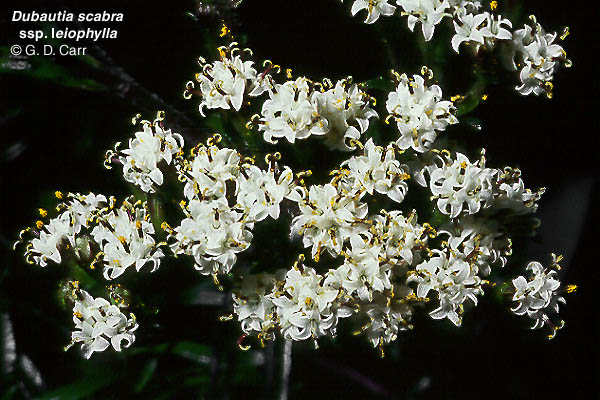 Dubautia scabra
ssp. leiophylla
© G. D. Carr